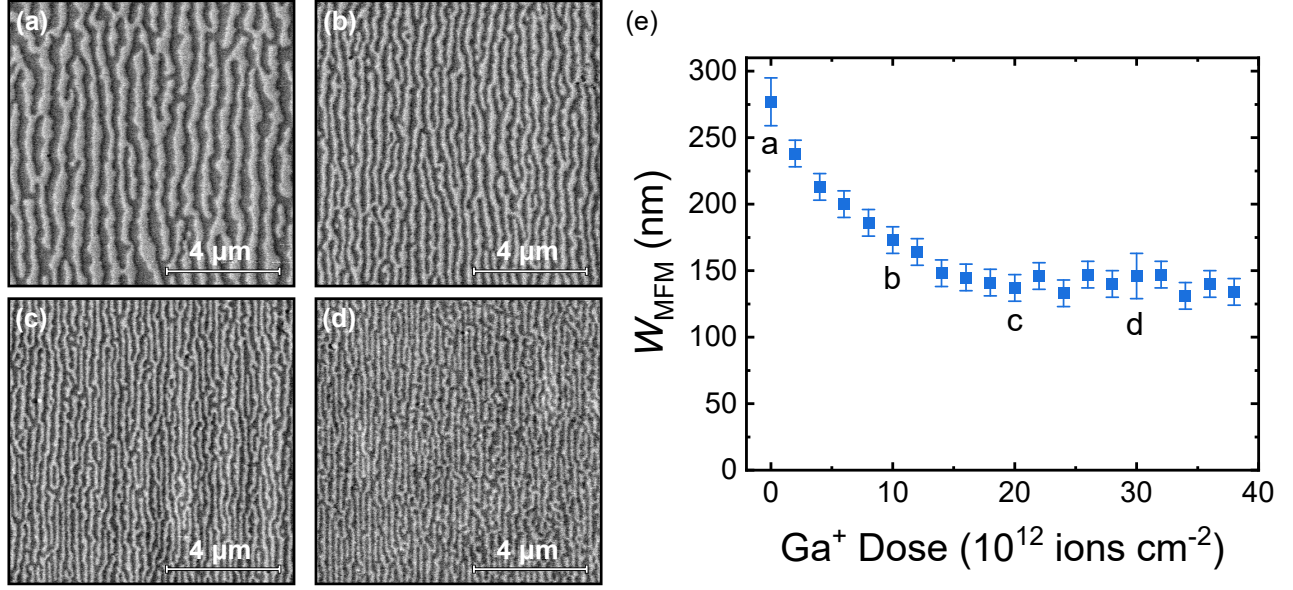 (a)
4 µm
(b)
4 µm
(c)
4 µm
(d)
4 µm
(e)
W_MFM (nm)
300
250
200
150
100
50
0
a
b
c
d
0 10 20 30 40
Ga⁺ Dose (10¹² ions cm⁻²)